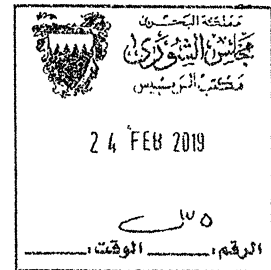 مملكة البحرين
مجلس الشورى
مكتب الرئيس
24 FEB 2019
الرقم: الوقت: